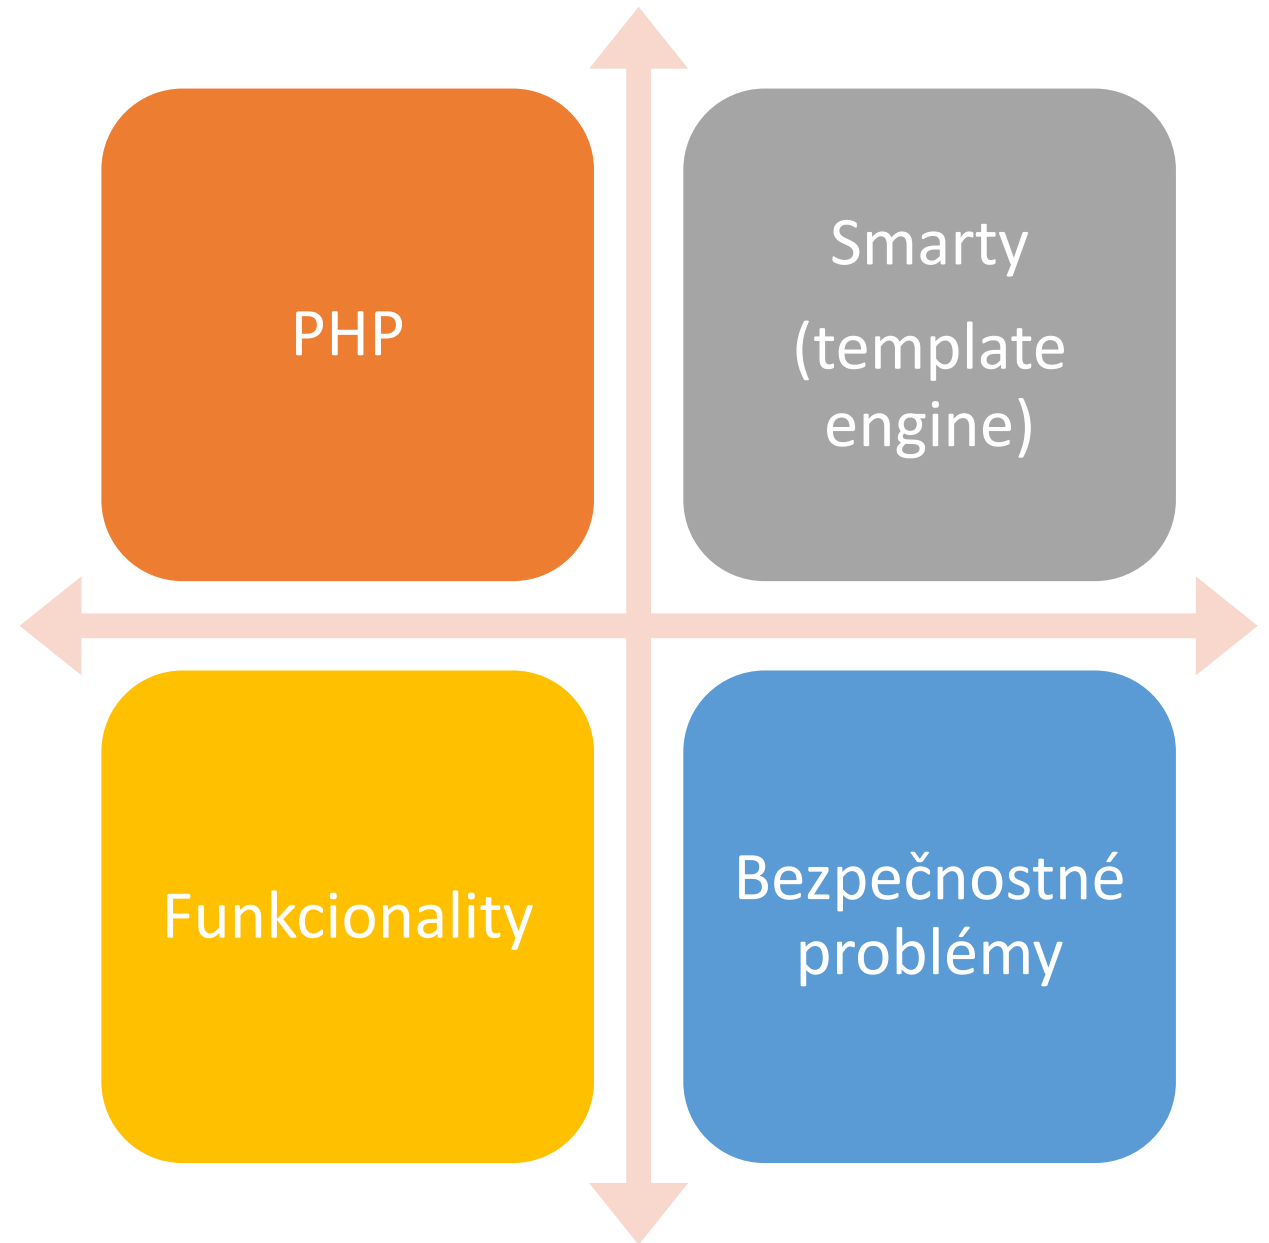 PHP
Smarty
(template
engine)
Funkcionality
Bezpečnostné
problémy